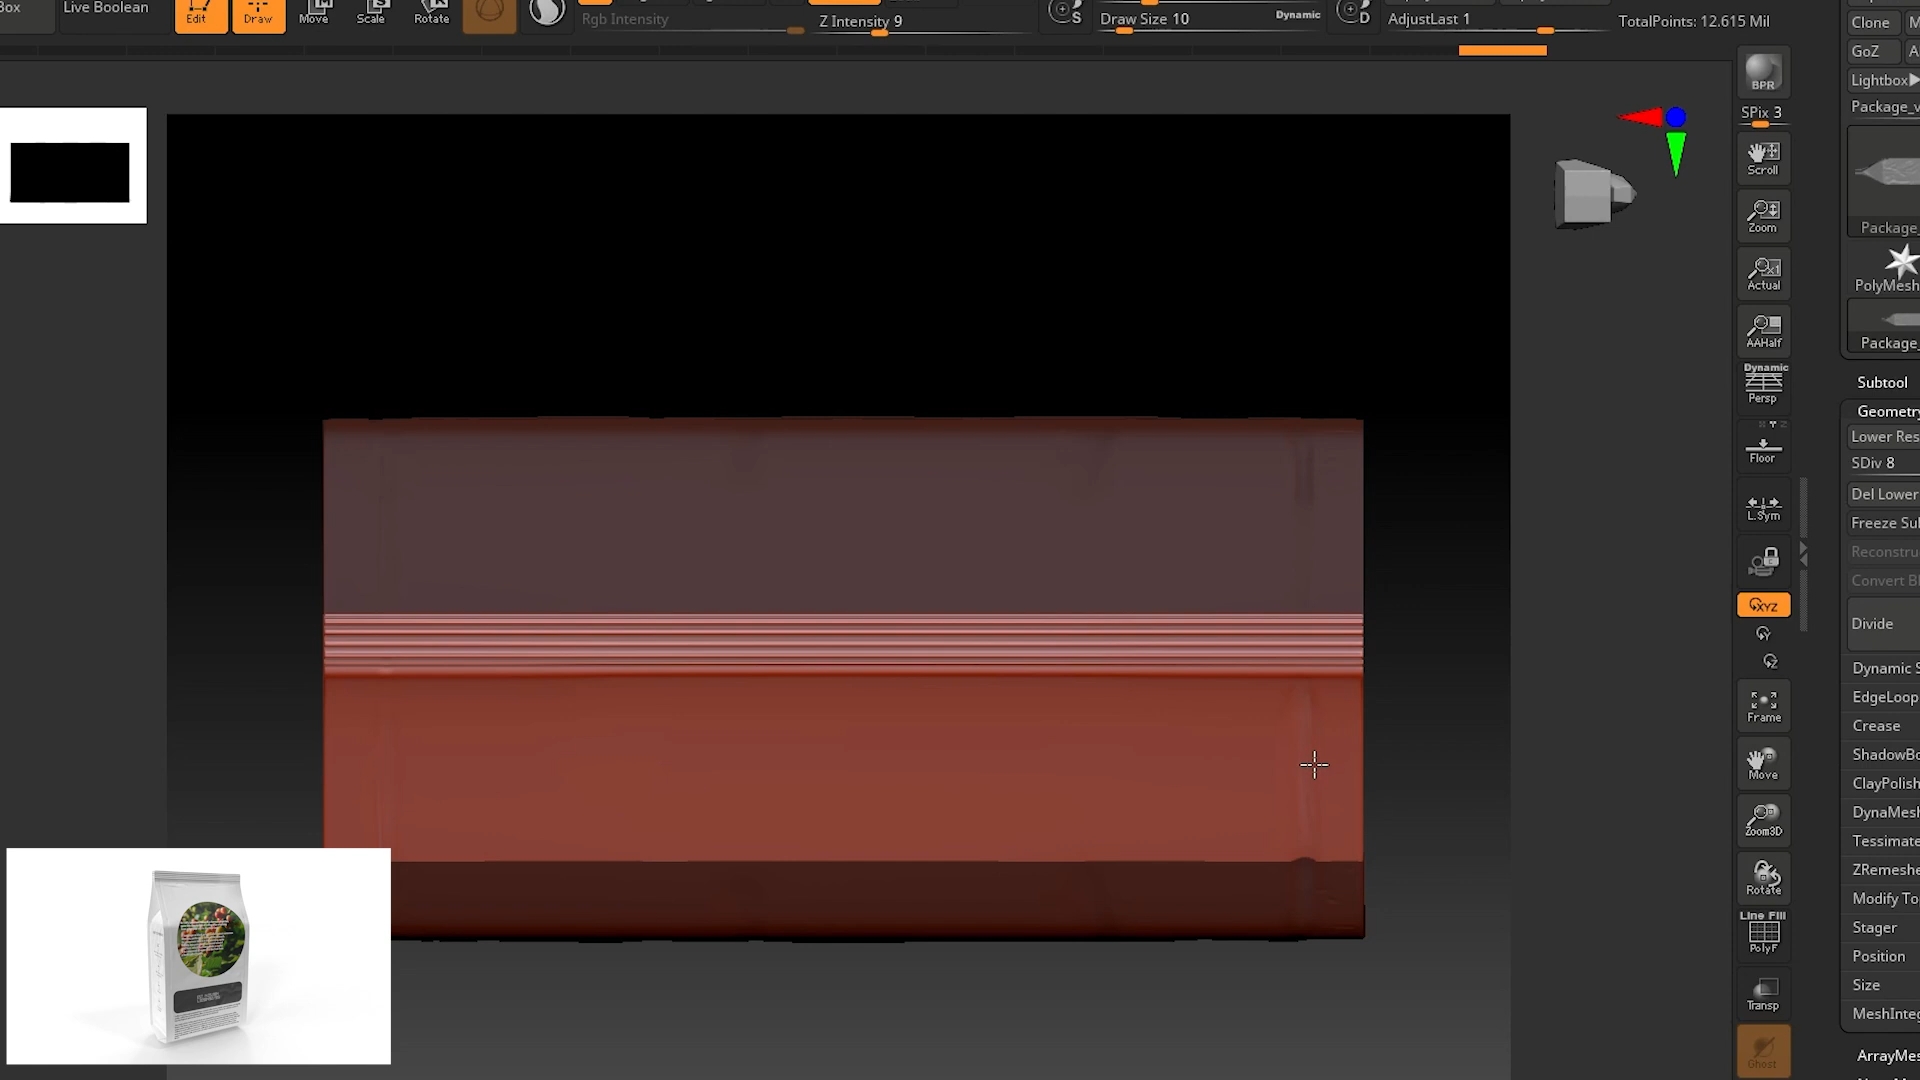 Box
Live Boolean
Edit
Draw
Move
Scale
Rotate
Rgb Intensity
Z Intensity 9
S
Draw Size 10
Dynamic
D
AdjustLast 1
TotalPoints: 12.615 Mil
Clone
GoZ
Lightbox▶
Package_v
Package_
PolyMesh
Package_
BPR
SPix 3
Scroll
Zoom
Actual
AAHalf
Dynamic
Persp
Floor
L.Sym
XYZ
Y
Z
Frame
Move
Zoom3D
Rotate
Line Fill
PolyF
Transp
Ghost
Subtool
Geometry
Lower Res
SDiv 8
Del Lower
Freeze Su
Reconstru
Convert B
Divide
Dynamic S
EdgeLoop
Crease
ShadowBo
ClayPolish
DynaMesh
Tessimate
ZRemeshe
Modify To
Stager
Position
Size
MeshInteg
ArrayMes